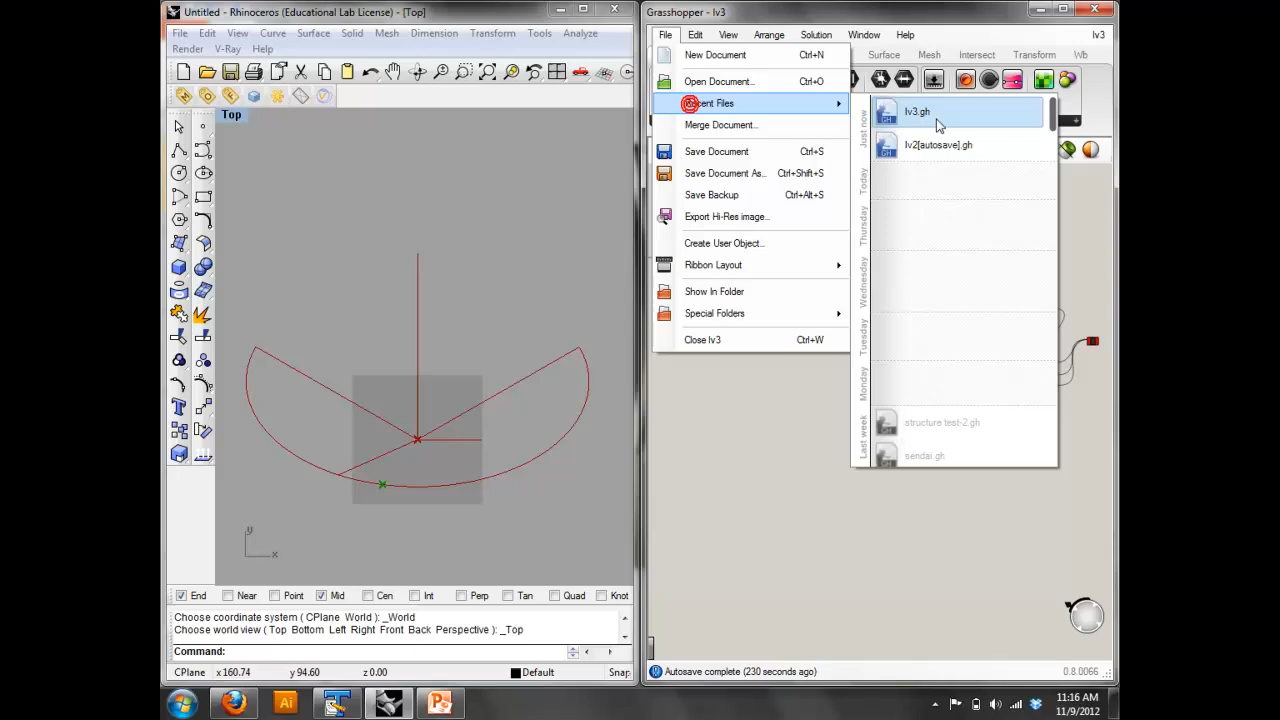 Untitled - Rhinoceros (Educational Lab License) - [Top]
File Edit View Curve Surface Solid Mesh Dimension Transform Tools Analyze
Render V-Ray Help
Top
y
x
End Near Point Mid Cen Int Perp Tan Quad Knot
Choose coordinate system ( CPlane World ): _World
Choose world view ( Top Bottom Left Right Front Back Perspective ): _Top
Command:
CPlane x 160.74 y 94.60 z 0.00 Default Snap
Grasshopper - lv3
File Edit View Arrange Solution Window Help lv3
Surface Mesh Intersect Transform Wb
New Document Ctrl+N
Open Document... Ctrl+O
cent Files
Merge Document...
Save Document Ctrl+S
Save Document As... Ctrl+Shift+S
Save Backup Ctrl+Alt+S
Export Hi-Res image...
Create User Object...
Ribbon Layout
Show In Folder
Special Folders
Close lv3 Ctrl+W
Just now
Today
Thursday
Wednesday
Tuesday
Monday
Last week
lv3.gh
lv2[autosave].gh
structure test-2.gh
sendai.gh
Autosave complete (230 seconds ago) 0.8.0066
Ai
P
11:16 AM
11/9/2012